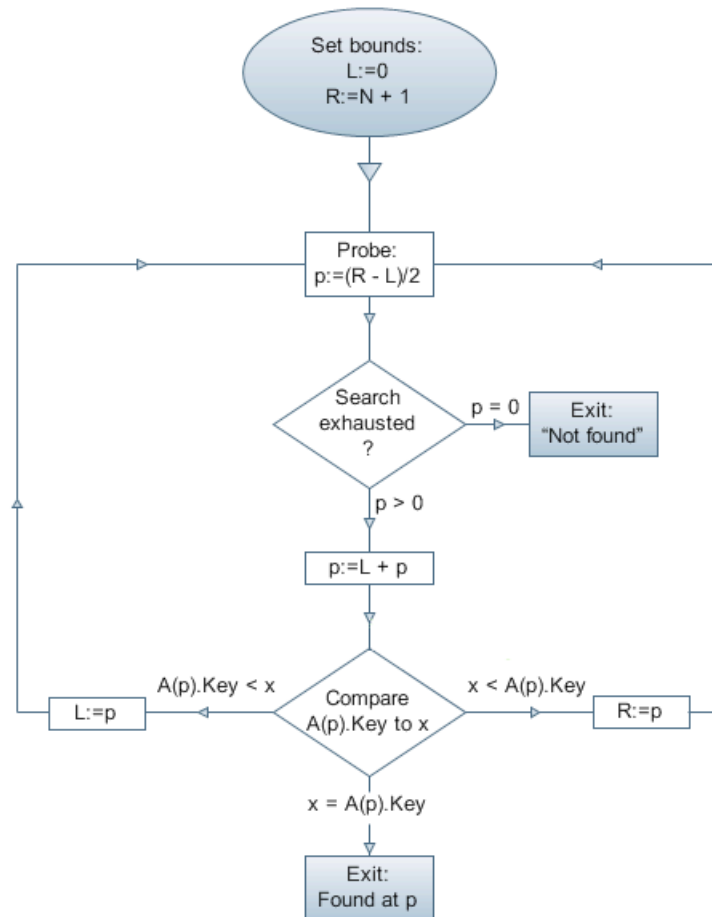 Set bounds:
L:=0
R:=N + 1
Probe:
p:=(R - L)/2
Search
exhausted
?
p = 0
Exit:
“Not found”
p > 0
p:=L + p
A(p).Key < x
L:=p
Compare
A(p).Key to x
x < A(p).Key
R:=p
x = A(p).Key
Exit:
Found at p